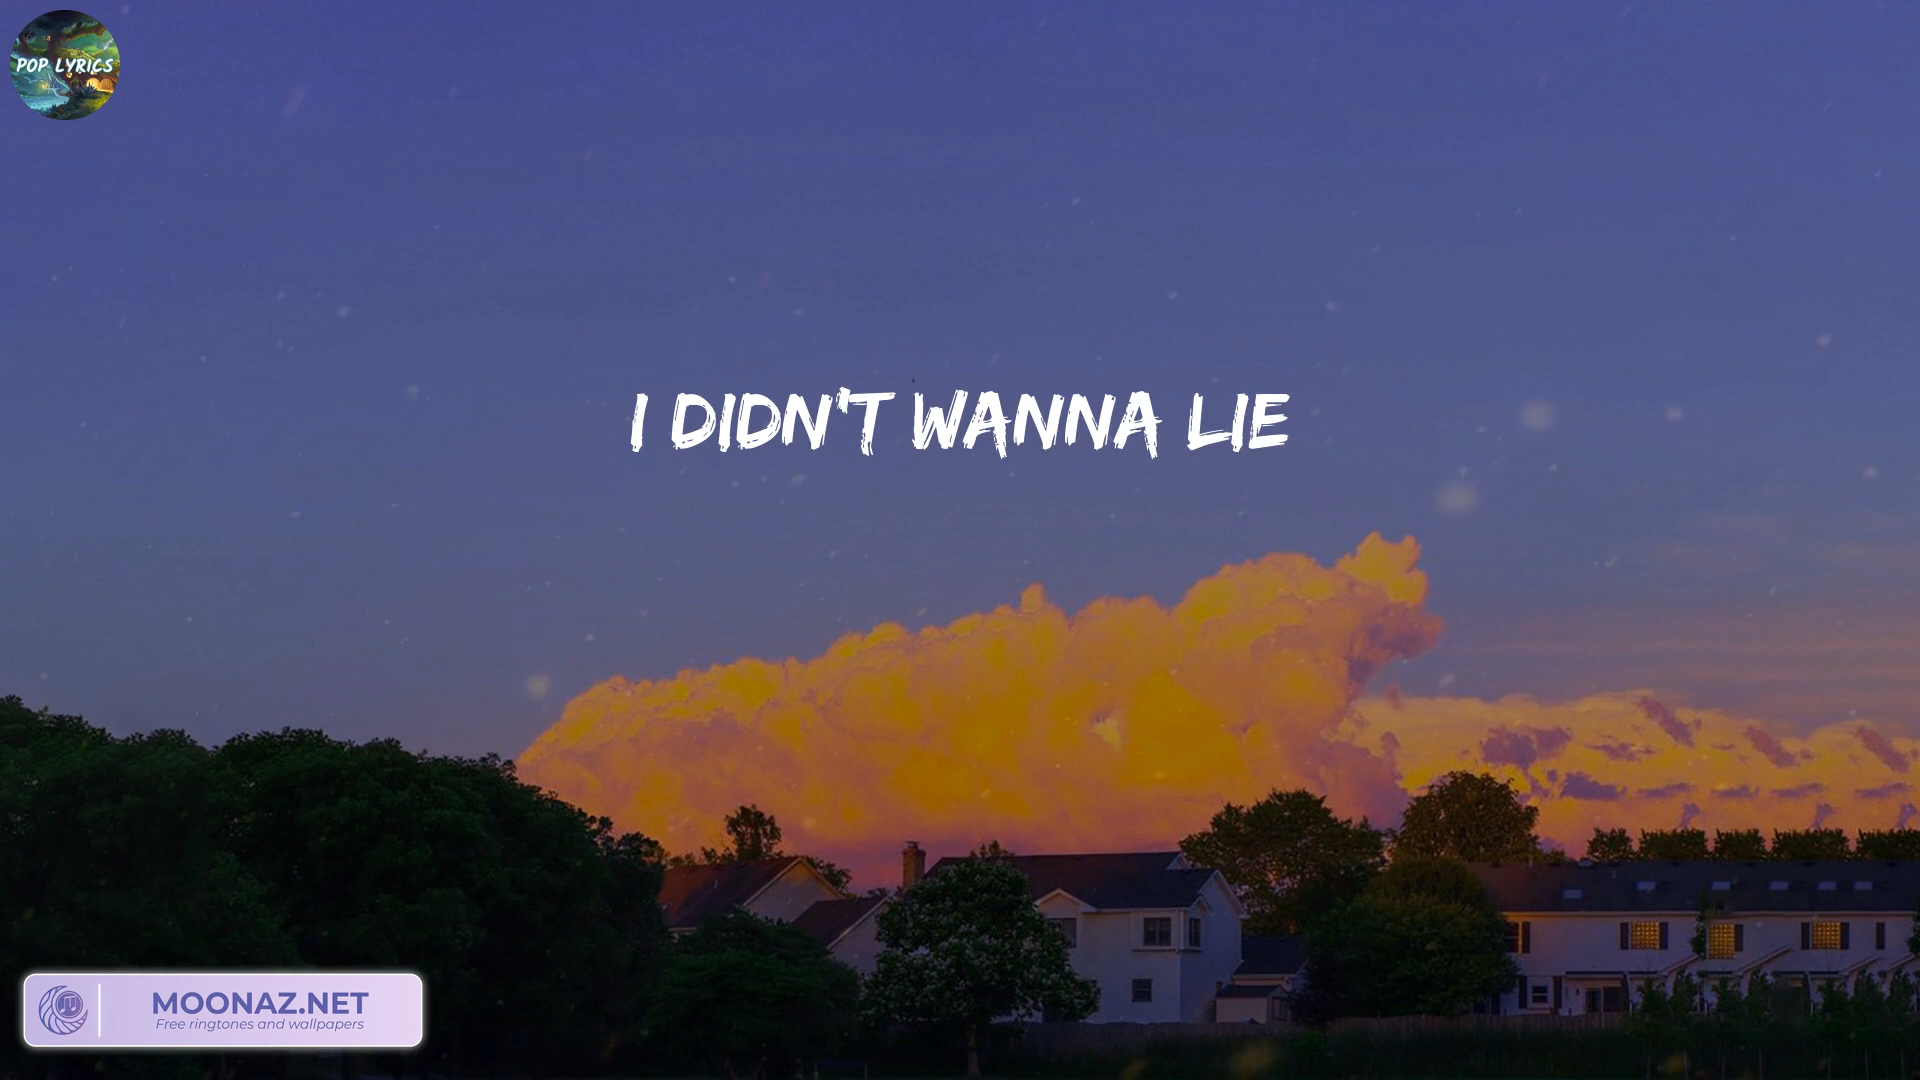 POP LYRICS
I DIDN'T WANNA LIE
MOONAZ.NET
Free ringtones and wallpapers